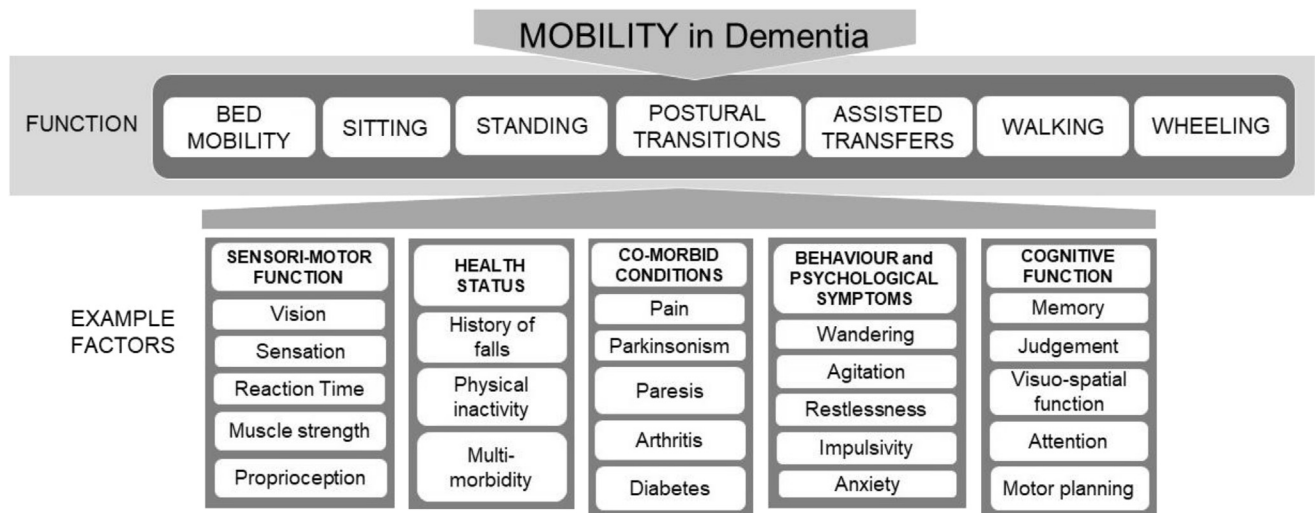 MOBILITY in Dementia
FUNCTION
BED
MOBILITY
SITTING
STANDING
POSTURAL
TRANSITIONS
ASSISTED
TRANSFERS
WALKING
WHEELING
EXAMPLE
FACTORS
SENSORI-MOTOR
FUNCTION
Vision
Sensation
Reaction Time
Muscle strength
Proprioception
HEALTH
STATUS
History of
falls
Physical
inactivity
Multi-
morbidity
CO-MORBID
CONDITIONS
Pain
Parkinsonism
Paresis
Arthritis
Diabetes
BEHAVIOUR and
PSYCHOLOGICAL
SYMPTOMS
Wandering
Agitation
Restlessness
Impulsivity
Anxiety
COGNITIVE
FUNCTION
Memory
Judgement
Visuo-spatial
function
Attention
Motor planning